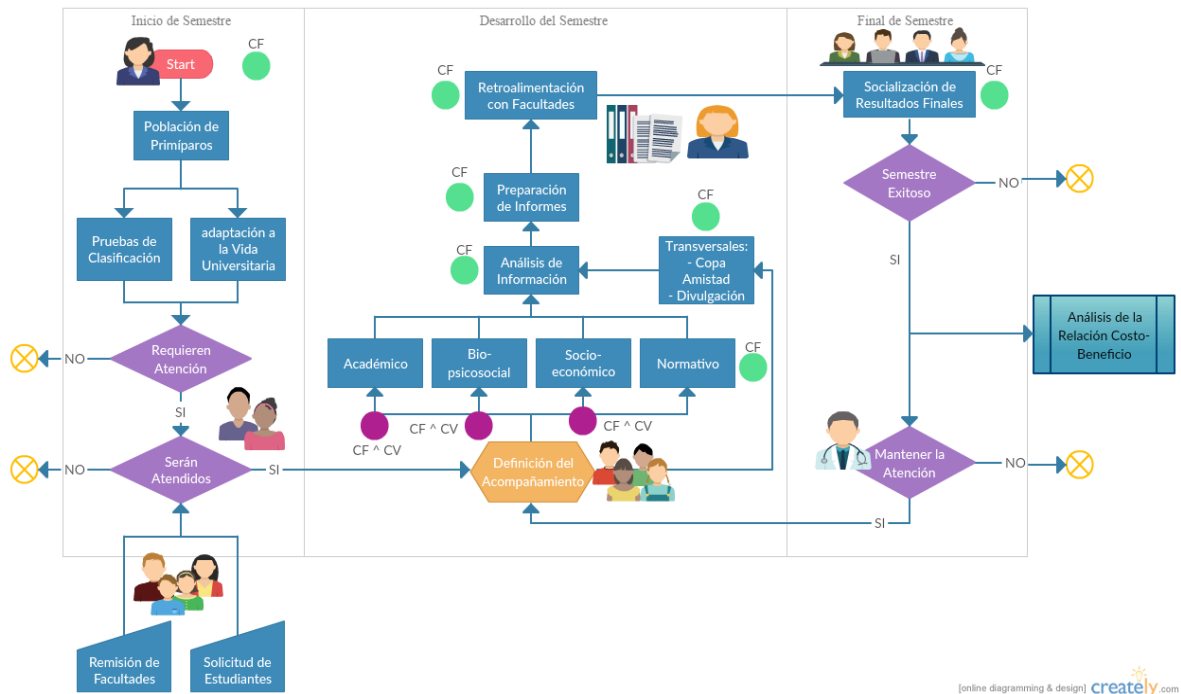 Inicio de Semestre
Desarrollo del Semestre
Final de Semestre
Start
CF
Población de
Primíparos
Pruebas de
Clasificación
adaptación a
la Vida
Universitaria
Requieren
Atención
NO
SI
Serán
Atendidos
NO
SI
Remisión de
Facultades
Solicitud de
Estudiantes
CF
Retroalimentación
con Facultades
CF
Preparación
de Informes
CF
Análisis de
Información
CF
Transversales:
- Copa
Amistad
- Divulgación
Académico
Bio-
psicosocial
Socio-
económico
Normativo
CF
CF ^ CV
CF ^ CV
CF ^ CV
Definición del
Acompañamiento
CF
Socialización de
Resultados Finales
Semestre
Exitoso
NO
SI
Análisis de la
Relación Costo-
Beneficio
Mantener la
Atención
NO
SI
[online diagramming & design] creately.com